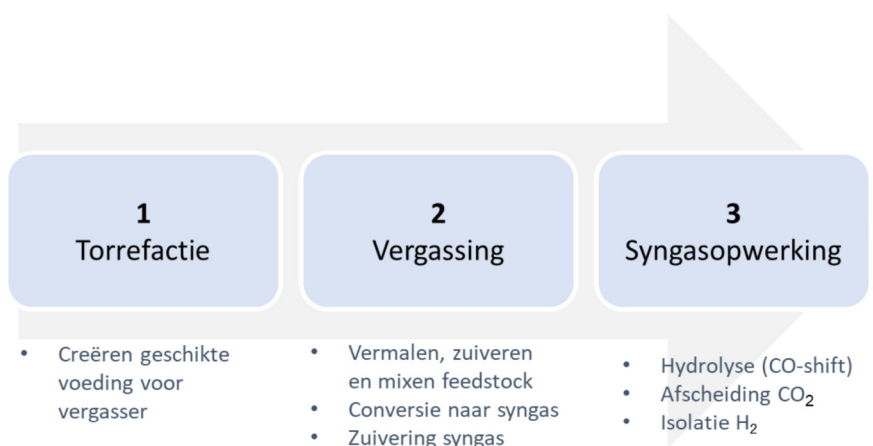 1
Torrefactie
2
Vergassing
3
Syngasopwerking
• Creëren geschikte
voeding voor
vergasser
• Vermalen, zuiveren
en mixen feedstock
• Conversie naar syngas
• Zuivering syngas
• Hydrolyse (CO-shift)
• Afscheiding CO₂
• Isolatie H₂